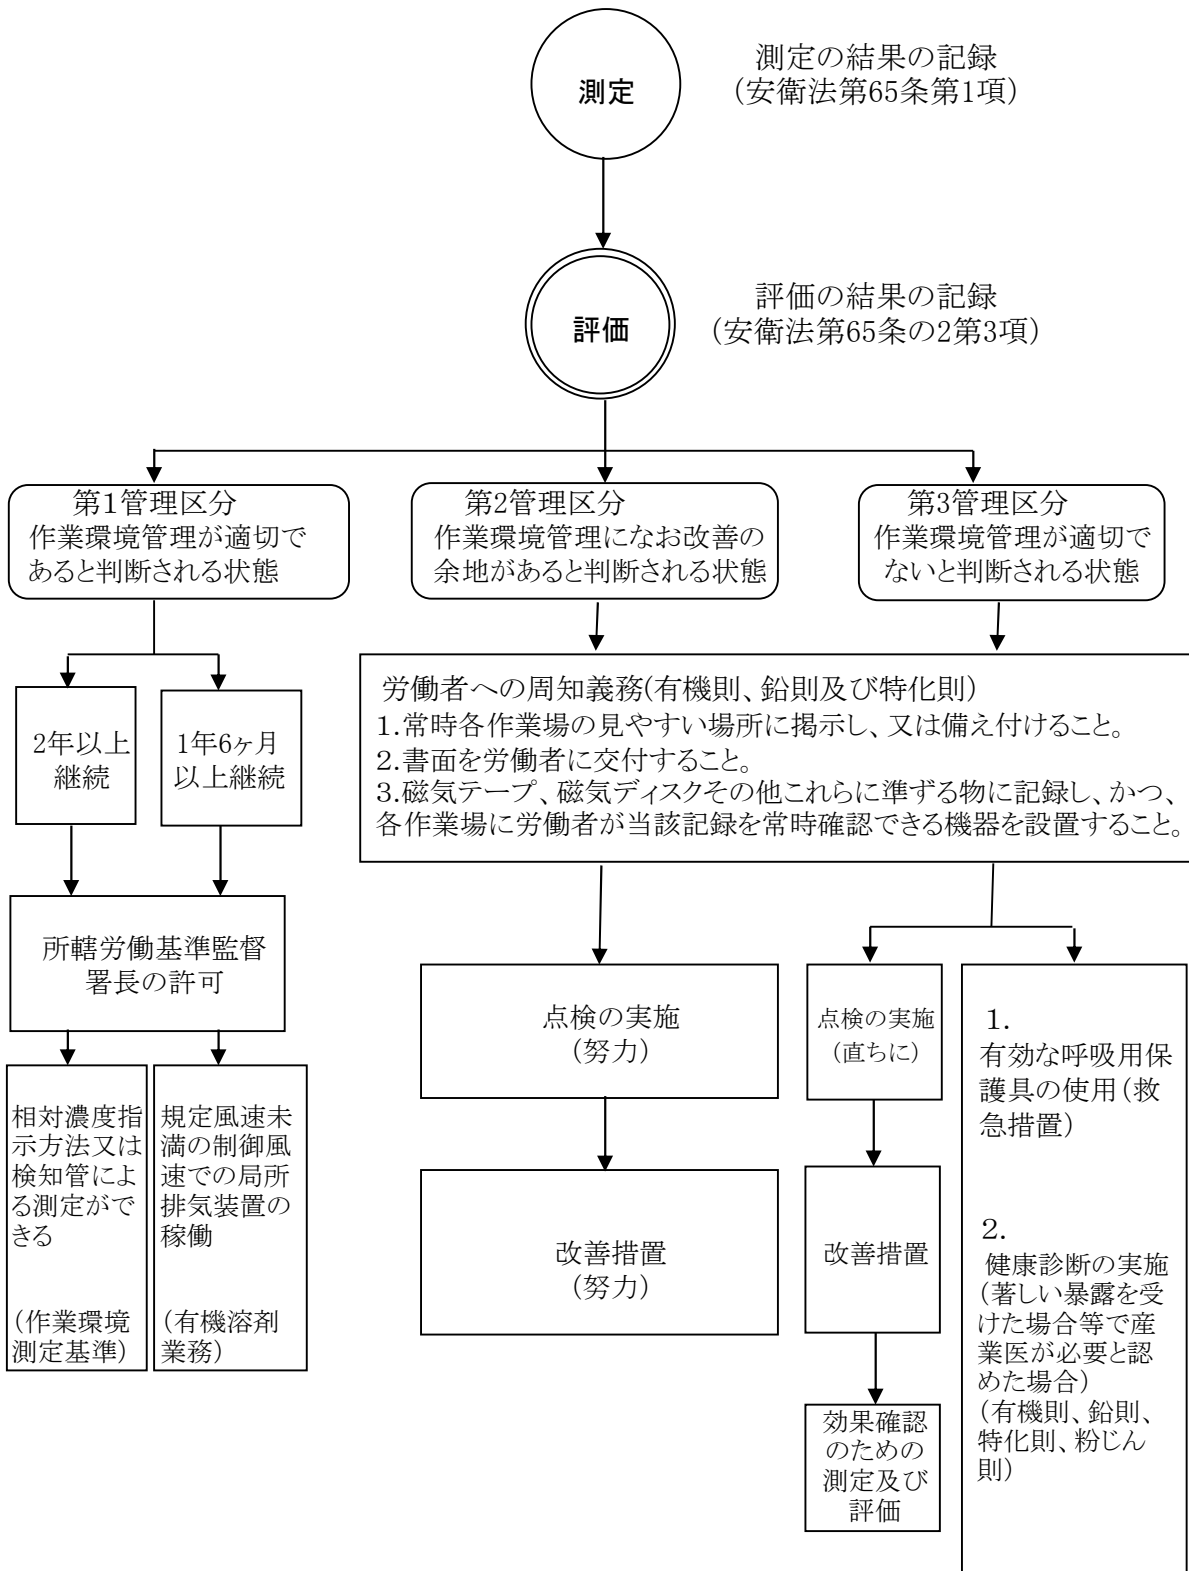 測定
測定の結果の記録
（安衛法第65条第1項）
評価
評価の結果の記録
（安衛法第65条の2第3項）
第1管理区分
作業環境管理が適切で
あると判断される状態
第2管理区分
作業環境管理になお改善の
余地があると判断される状態
第3管理区分
作業環境管理が適切で
ないと判断される状態
2年以上
継続
1年6ヶ月
以上継続
労働者への周知義務(有機則、鉛則及び特化則)
1.常時各作業場の見やすい場所に掲示し、又は備え付けること。
2.書面を労働者に交付すること。
3.磁気テープ、磁気ディスクその他これらに準ずる物に記録し、かつ、
各作業場に労働者が当該記録を常時確認できる機器を設置すること。
所轄労働基準監督
署長の許可
相対濃度指
示方法又は
検知管によ
る測定がで
きる
（作業環境
測定基準）
規定風速未
満の制御風
速での局所
排気装置の
稼働
（有機溶剤
業務）
点検の実施
（努力）
改善措置
（努力）
点検の実施
（直ちに）
改善措置
効果確認
のための
測定及び
評価
1.
有効な呼吸用保
護具の使用（救
急措置）
2.
健康診断の実施
（著しい暴露を受
けた場合等で産
業医が必要と認
めた場合）
（有機則、鉛則、
特化則、粉じん
則）